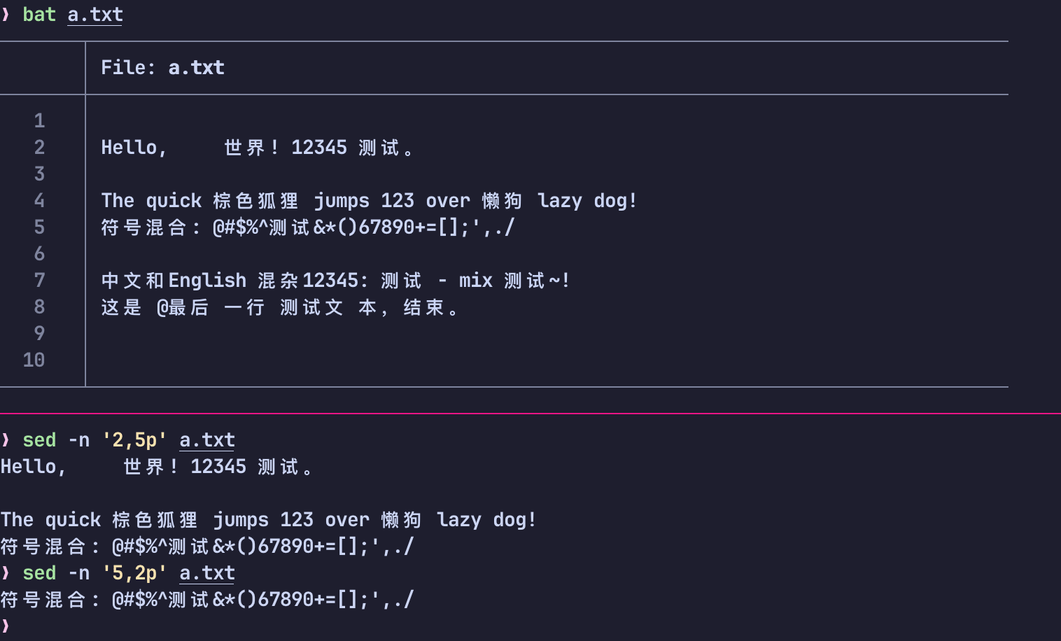 ❯ bat a.txt
File: a.txt
1
2 Hello,     世界！12345 测试。
3
4 The quick 棕色狐狸 jumps 123 over 懒狗 lazy dog!
5 符号混合：@#$%^测试&*()67890+=[];',./
6
7 中文和English 混杂12345: 测试 - mix 测试~!
8 这是 @最后 一行 测试文 本，结束。
9
10
❯ sed -n '2,5p' a.txt
Hello,     世界！12345 测试。

The quick 棕色狐狸 jumps 123 over 懒狗 lazy dog!
符号混合：@#$%^测试&*()67890+=[];',./
❯ sed -n '5,2p' a.txt
符号混合：@#$%^测试&*()67890+=[];',./
❯